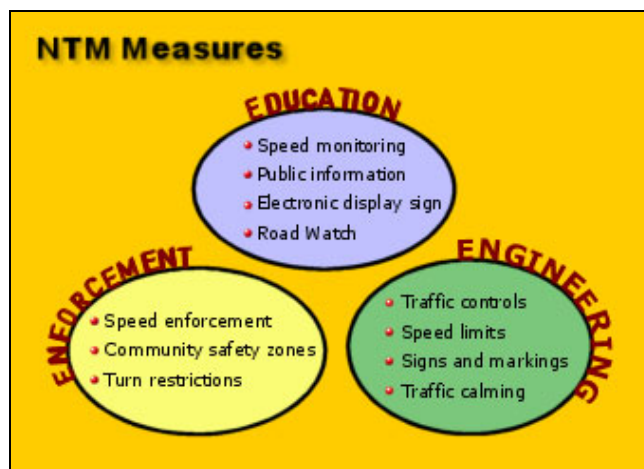 NTM Measures
EDUCATION
Speed monitoring
Public information
Electronic display sign
Road Watch
ENFORCEMENT
Speed enforcement
Community safety zones
Turn restrictions
ENGINEERING
Traffic controls
Speed limits
Signs and markings
Traffic calming